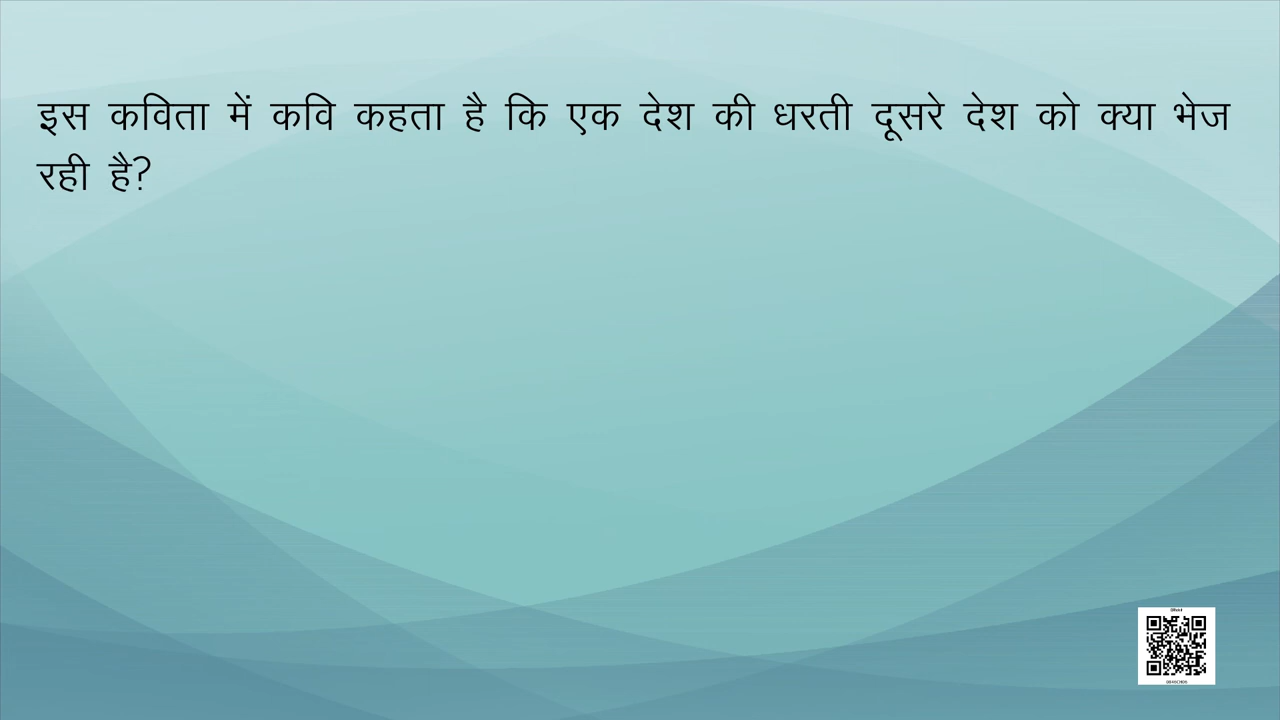 इस कविता में कवि कहता है कि एक देश की धरती दूसरे देश को क्या भेज
रही है?